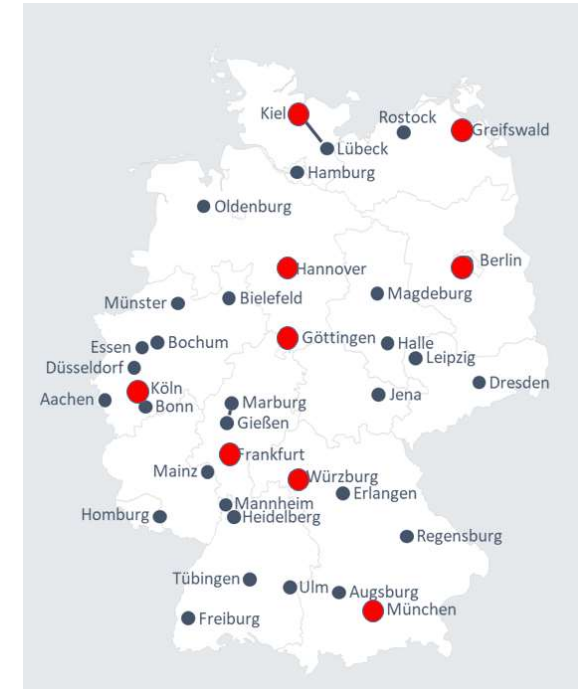 Rostock
Kiel
Greifswald
Lübeck
Hamburg
Oldenburg
Berlin
Hannover
Magdeburg
Bielefeld
Münster
Göttingen
Bochum
Halle
Essen
Leipzig
Düsseldorf
Dresden
Köln
Jena
Aachen
Marburg
Bonn
Gießen
Frankfurt
Mainz
Würzburg
Erlangen
Mannheim
Homburg
Heidelberg
Regensburg
Tübingen
Ulm
Augsburg
München
Freiburg